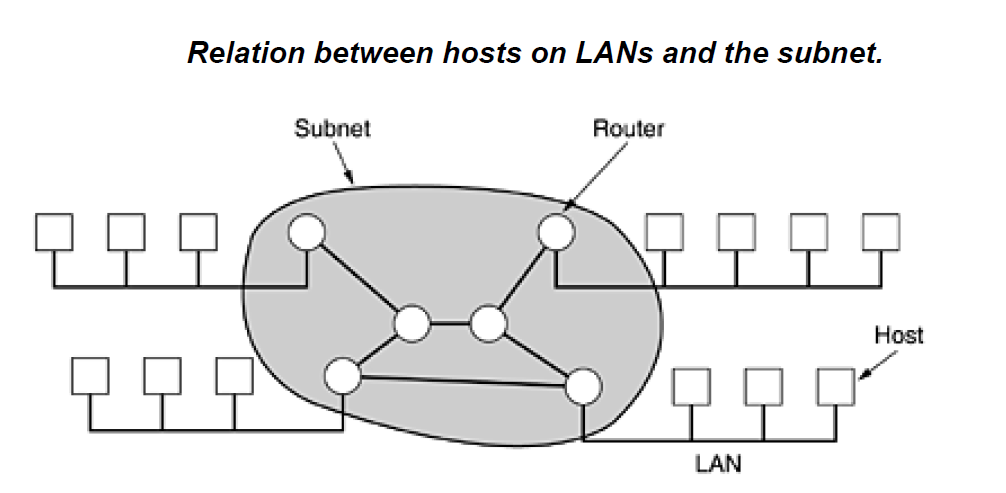 Relation between hosts on LANs and the subnet.
Subnet
Router
Host
LAN